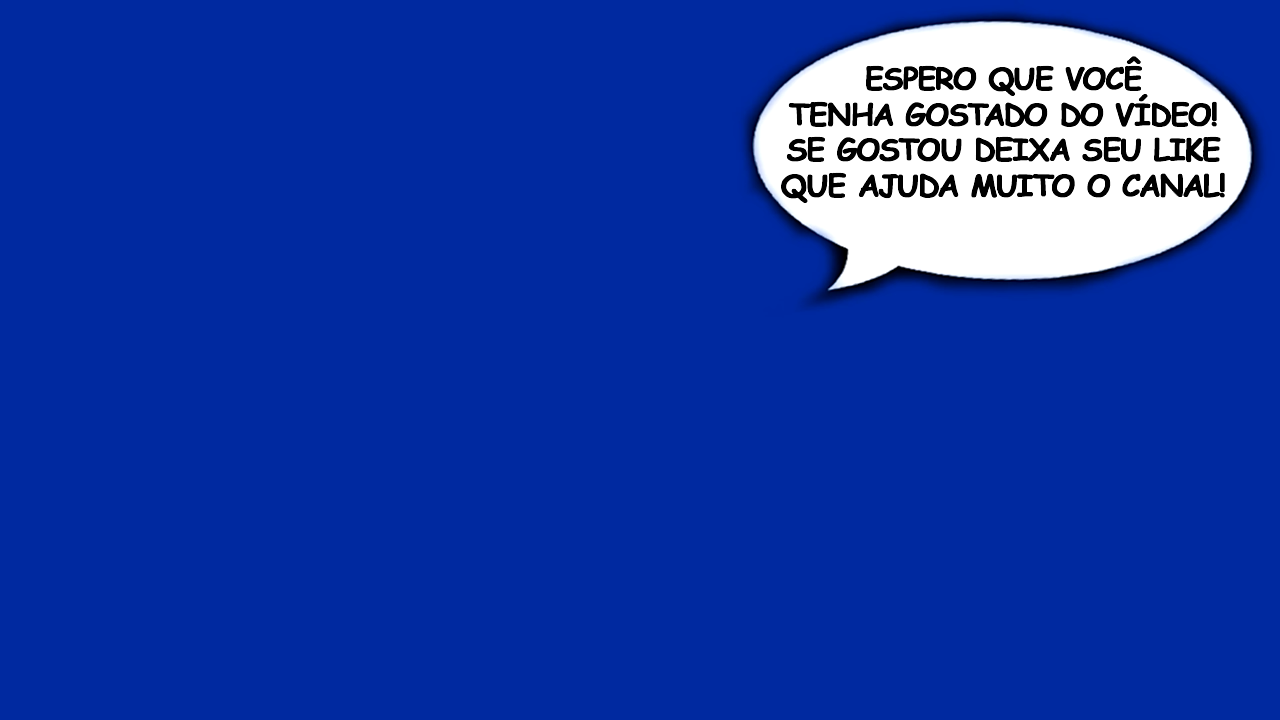 ESPERO QUE VOCÊ
TENHA GOSTADO DO VÍDEO!
SE GOSTOU DEIXA SEU LIKE
QUE AJUDA MUITO O CANAL!